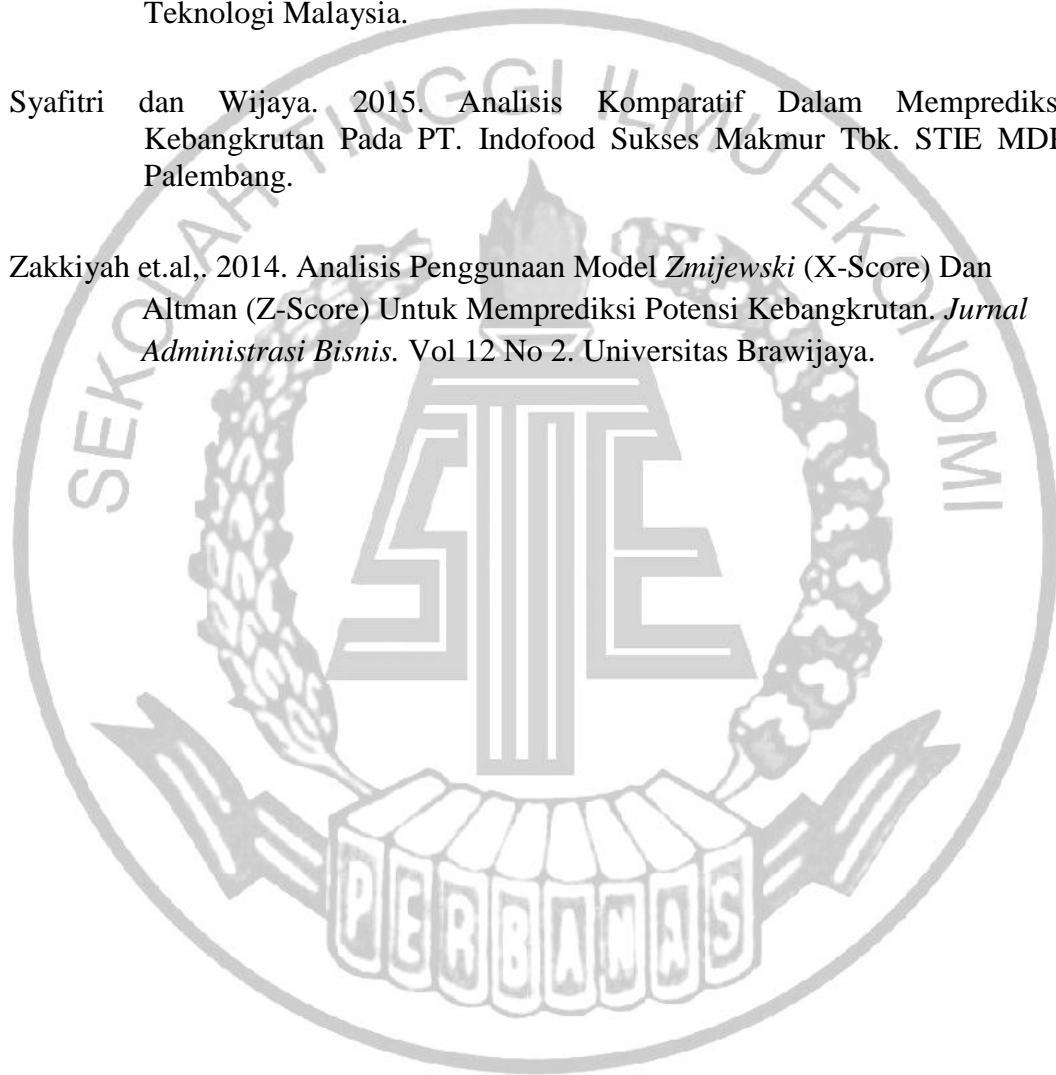 Teknologi Malaysia.
Syafitri dan Wijaya. 2015. Analisis Komparatif Dalam Memprediks
Kebangkrutan Pada PT. Indofood Sukses Makmur Tbk. STIE MD
Palembang.
Zakkiyah et.al,. 2014. Analisis Penggunaan Model Zmijewski (X-Score) Dan
Altman (Z-Score) Untuk Memprediksi Potensi Kebangkrutan. Jurnal
Administrasi Bisnis. Vol 12 No 2. Universitas Brawijaya.
SEKOLAH TINGGI ILMU EKONOMI
STIE
PERBANAS